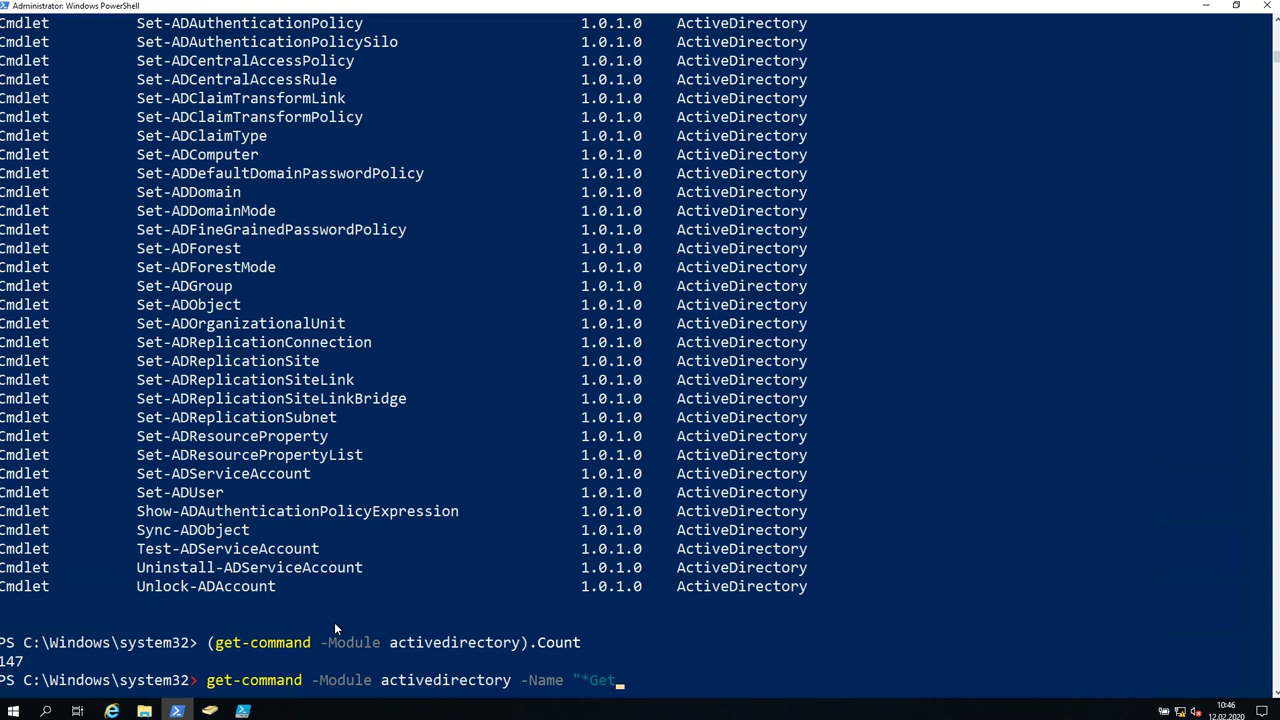 Administrator: Windows PowerShell
Cmdlet Set-ADAuthenticationPolicy 1.0.1.0 ActiveDirectory
Cmdlet Set-ADAuthenticationPolicySilo 1.0.1.0 ActiveDirectory
Cmdlet Set-ADCentralAccessPolicy 1.0.1.0 ActiveDirectory
Cmdlet Set-ADCentralAccessRule 1.0.1.0 ActiveDirectory
Cmdlet Set-ADClaimTransformLink 1.0.1.0 ActiveDirectory
Cmdlet Set-ADClaimTransformPolicy 1.0.1.0 ActiveDirectory
Cmdlet Set-ADClaimType 1.0.1.0 ActiveDirectory
Cmdlet Set-ADComputer 1.0.1.0 ActiveDirectory
Cmdlet Set-ADDefaultDomainPasswordPolicy 1.0.1.0 ActiveDirectory
Cmdlet Set-ADDomain 1.0.1.0 ActiveDirectory
Cmdlet Set-ADDomainMode 1.0.1.0 ActiveDirectory
Cmdlet Set-ADFineGrainedPasswordPolicy 1.0.1.0 ActiveDirectory
Cmdlet Set-ADForest 1.0.1.0 ActiveDirectory
Cmdlet Set-ADForestMode 1.0.1.0 ActiveDirectory
Cmdlet Set-ADGroup 1.0.1.0 ActiveDirectory
Cmdlet Set-ADObject 1.0.1.0 ActiveDirectory
Cmdlet Set-ADOrganizationalUnit 1.0.1.0 ActiveDirectory
Cmdlet Set-ADReplicationConnection 1.0.1.0 ActiveDirectory
Cmdlet Set-ADReplicationSite 1.0.1.0 ActiveDirectory
Cmdlet Set-ADReplicationSiteLink 1.0.1.0 ActiveDirectory
Cmdlet Set-ADReplicationSiteLinkBridge 1.0.1.0 ActiveDirectory
Cmdlet Set-ADReplicationSubnet 1.0.1.0 ActiveDirectory
Cmdlet Set-ADResourceProperty 1.0.1.0 ActiveDirectory
Cmdlet Set-ADResourcePropertyList 1.0.1.0 ActiveDirectory
Cmdlet Set-ADServiceAccount 1.0.1.0 ActiveDirectory
Cmdlet Set-ADUser 1.0.1.0 ActiveDirectory
Cmdlet Show-ADAuthenticationPolicyExpression 1.0.1.0 ActiveDirectory
Cmdlet Sync-ADObject 1.0.1.0 ActiveDirectory
Cmdlet Test-ADServiceAccount 1.0.1.0 ActiveDirectory
Cmdlet Uninstall-ADServiceAccount 1.0.1.0 ActiveDirectory
Cmdlet Unlock-ADAccount 1.0.1.0 ActiveDirectory
PS C:\Windows\system32> (get-command -Module activedirectory).Count
147
PS C:\Windows\system32> get-command -Module activedirectory -Name "*Get_
10:46
12.02.2020